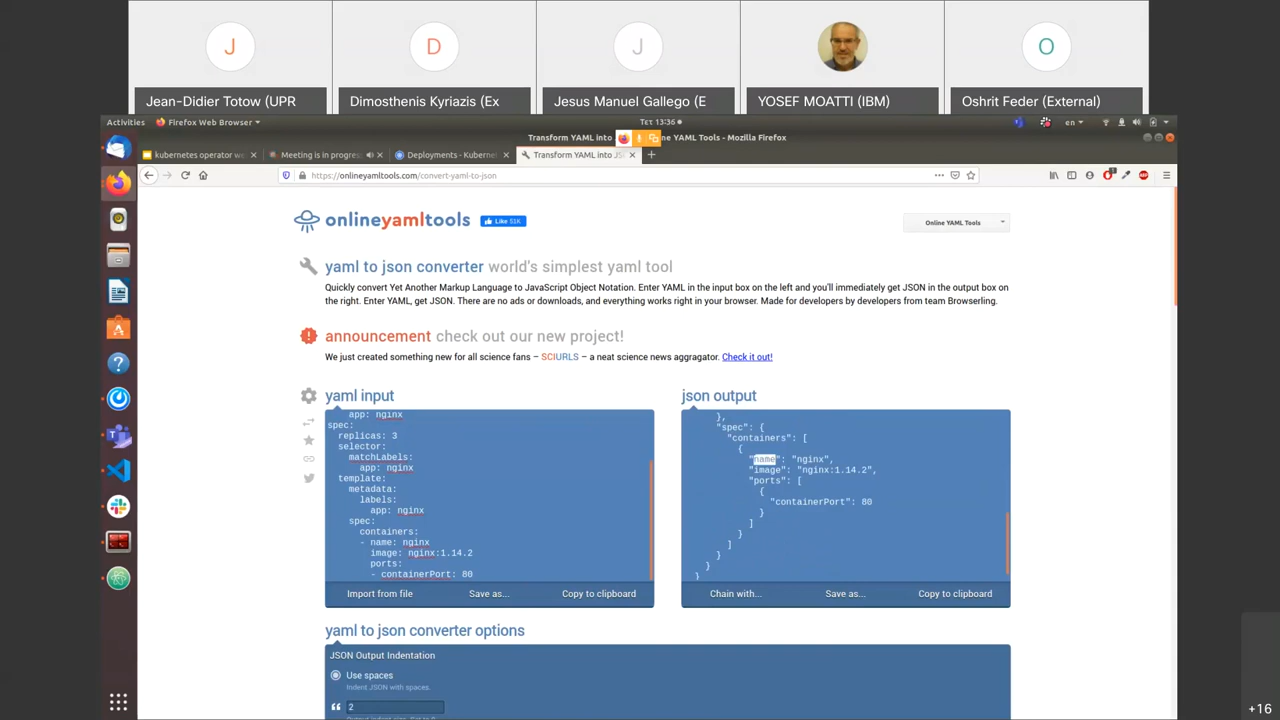 J
D
J
O
Jean-Didier Totow (UPR
Dimosthenis Kyriazis (Ex
Jesus Manuel Gallego (E
YOSEF MOATTI (IBM)
Oshrit Feder (External)
Activities
Firefox Web Browser
Τετ 13:36
en
Transform YAML into
ne YAML Tools - Mozilla Firefox
kubernetes operator we
Meeting is in progres
Deployments - Kuberne
Transform YAML into JS
https://onlineyamltools.com/convert-yaml-to-json
onlineyamltools
Like 51K
Online YAML Tools
yaml to json converter world's simplest yaml tool
Quickly convert Yet Another Markup Language to JavaScript Object Notation. Enter YAML in the input box on the left and you'll immediately get JSON in the output box on
the right. Enter YAML, get JSON. There are no ads or downloads, and everything works right in your browser. Made for developers by developers from team Browserling.
announcement check out our new project!
We just created something new for all science fans – SCIURLS – a neat science news aggragator. Check it out!
yaml input
app: nginx
spec:
replicas: 3
selector:
matchLabels:
app: nginx
template:
metadata:
labels:
app: nginx
spec:
containers:
- name: nginx
image: nginx:1.14.2
ports:
- containerPort: 80
Import from file
Save as...
Copy to clipboard
json output
},
"spec": {
"containers": [
{
"name": "nginx",
"image": "nginx:1.14.2",
"ports": [
{
"containerPort": 80
}
]
}
]
}
}
}
Chain with...
Save as...
Copy to clipboard
yaml to json converter options
JSON Output Indentation
Use spaces
Indent JSON with spaces.
2
+16